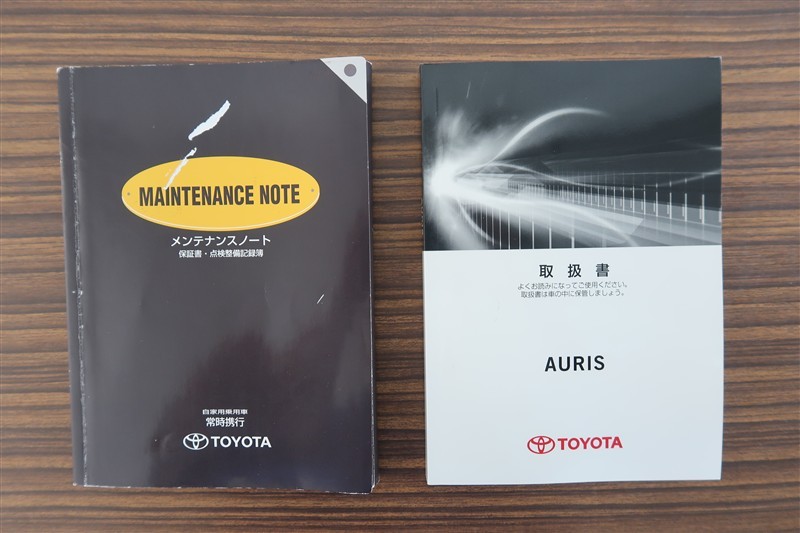 MAINTENANCE NOTE
メンテナンスノート
保証書・点検整備記録簿
自家用乗用車
常時携行
TOYOTA
取扱書
よくお読みになってご使用ください。
取扱書は車の中に保管しましょう。
AURIS
TOYOTA